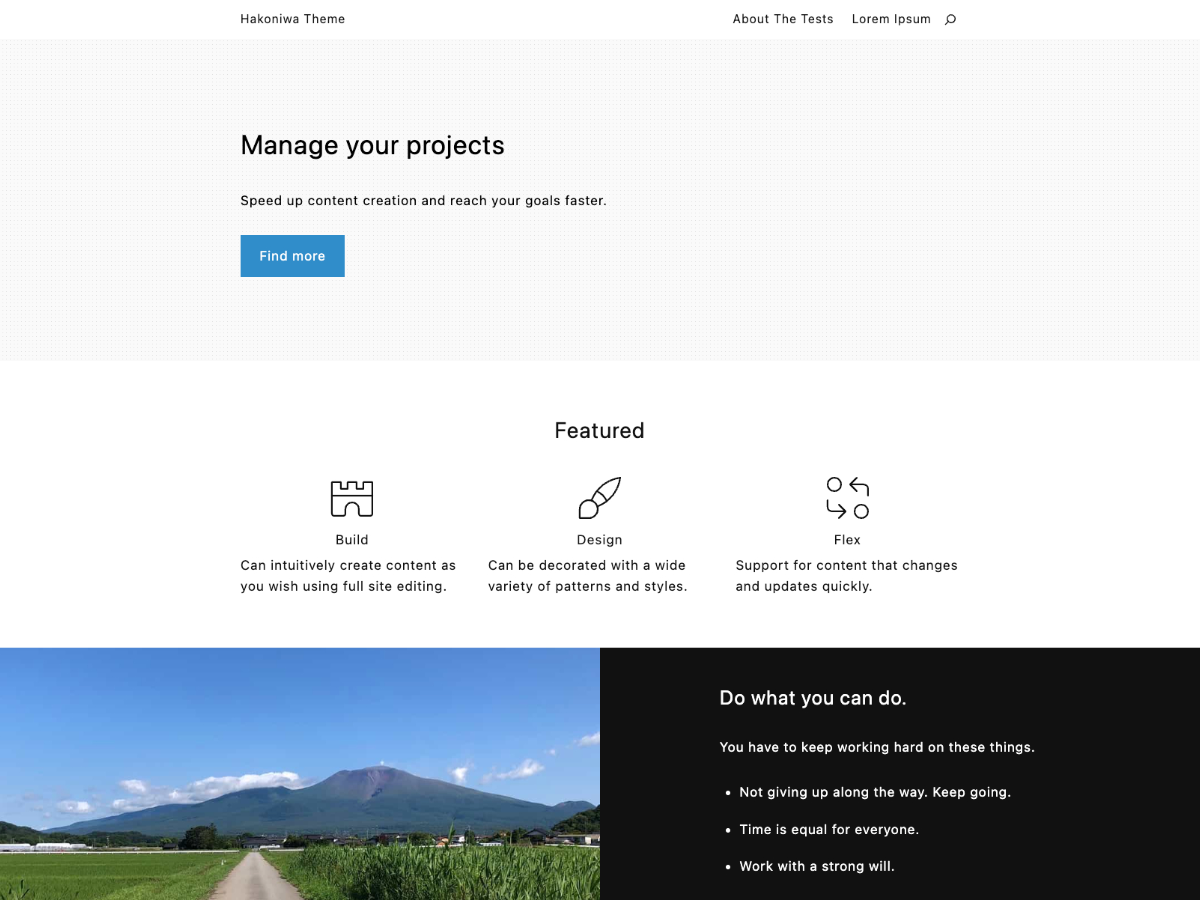 Hakoniwa Theme
About The Tests
Lorem Ipsum
Manage your projects
Speed up content creation and reach your goals faster.
Find more
Featured
Build
Can intuitively create content as
you wish using full site editing.
Design
Can be decorated with a wide
variety of patterns and styles.
Flex
Support for content that changes
and updates quickly.
Do what you can do.
You have to keep working hard on these things.
• Not giving up along the way. Keep going.
• Time is equal for everyone.
• Work with a strong will.